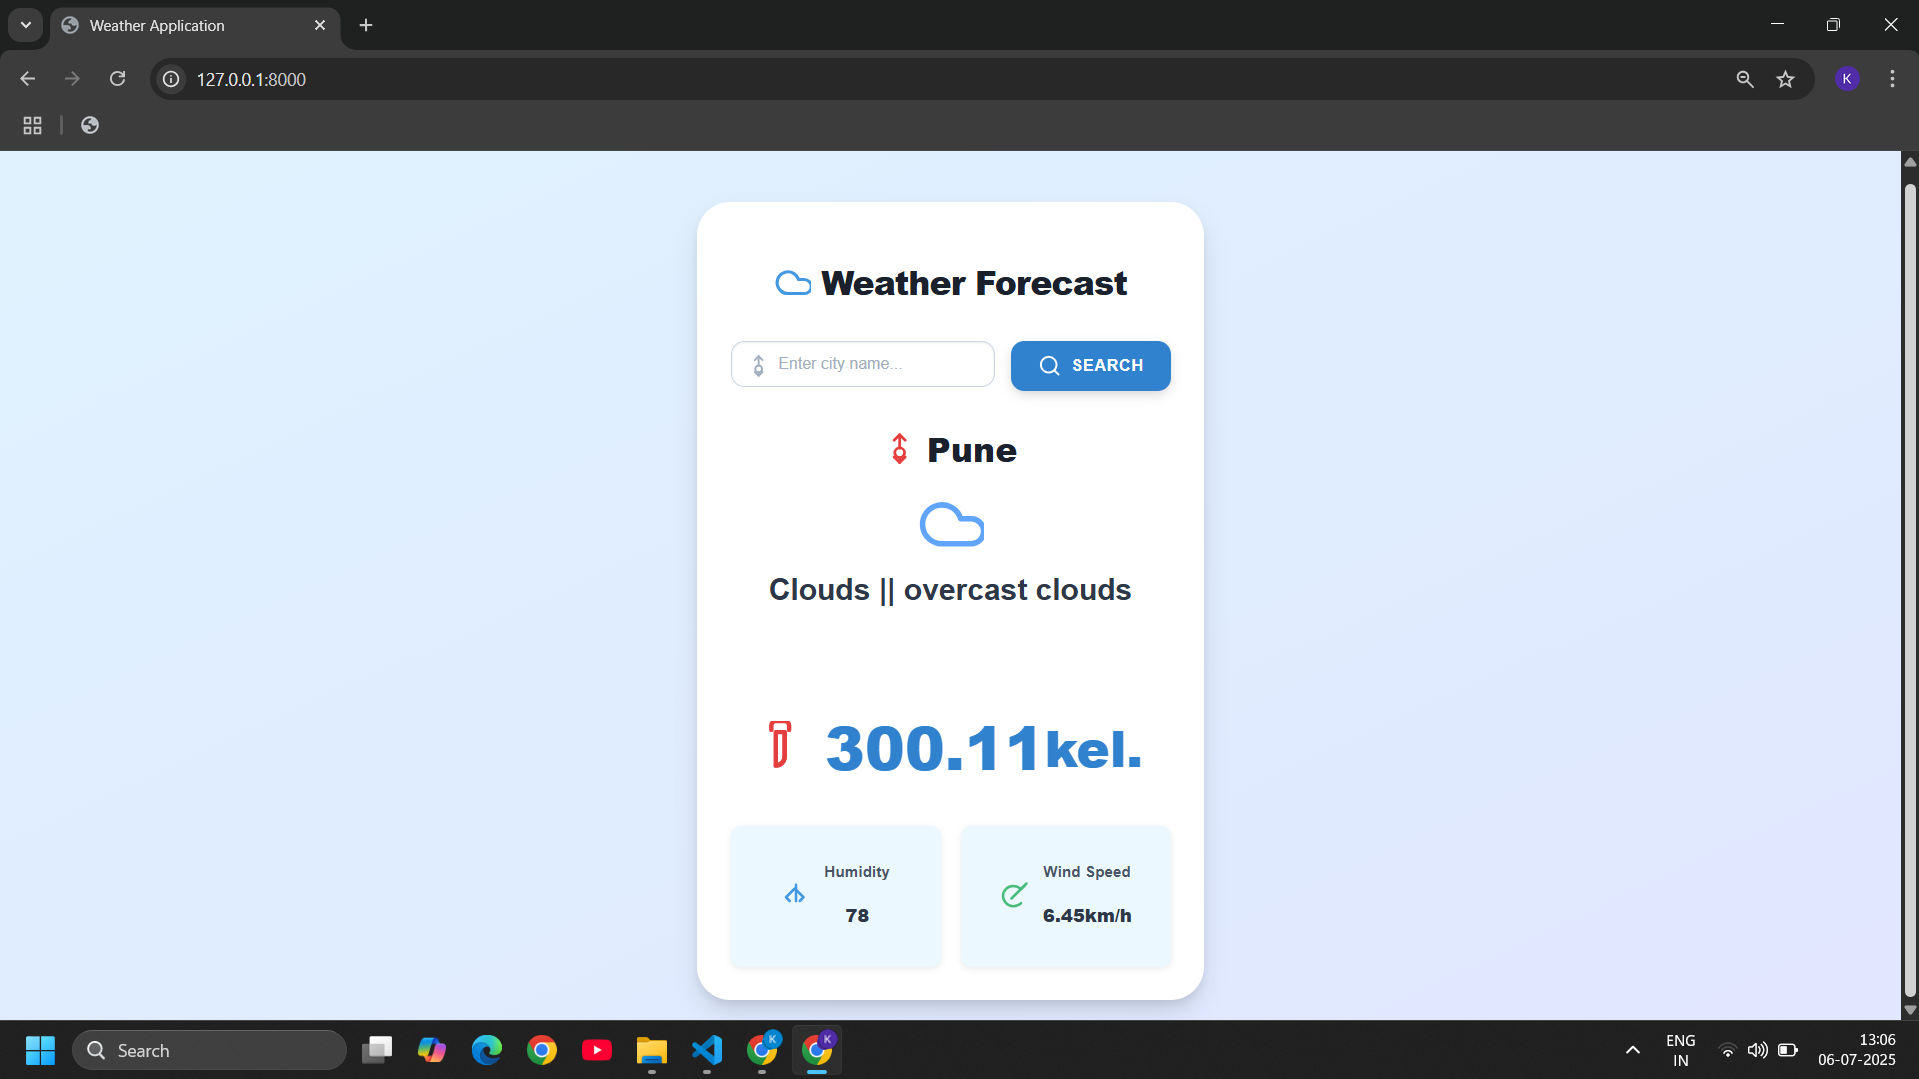 Weather Application
127.0.0.1:8000
K
Weather Forecast
Enter city name...
SEARCH
Pune
Clouds || overcast clouds
300.11kel.
Humidity
78
Wind Speed
6.45km/h
Search
K
K
ENG
IN
13:06
06-07-2025